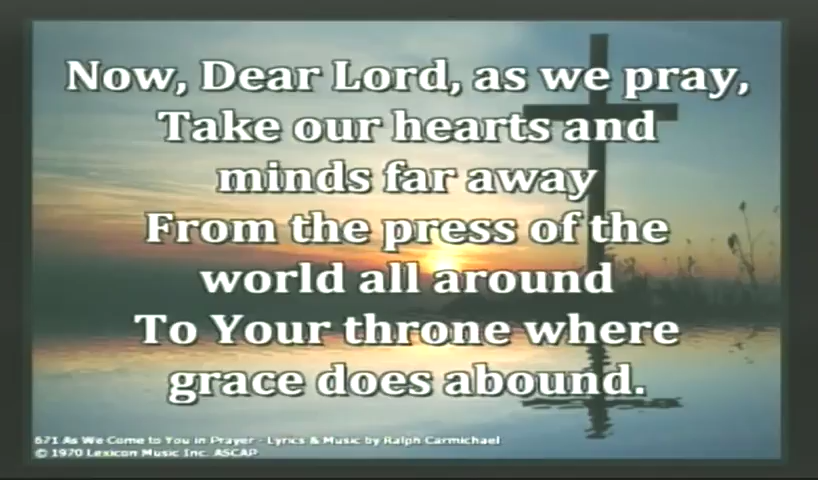 Now, Dear Lord, as we pray,
Take our hearts and
minds far away
From the press of the
world all around
To Your throne where
grace does abound.
671 As We Come to You in Prayer - Lyrics & Music by Ralph Carmichael
© 1970 Lexicon Music Inc. ASCAP